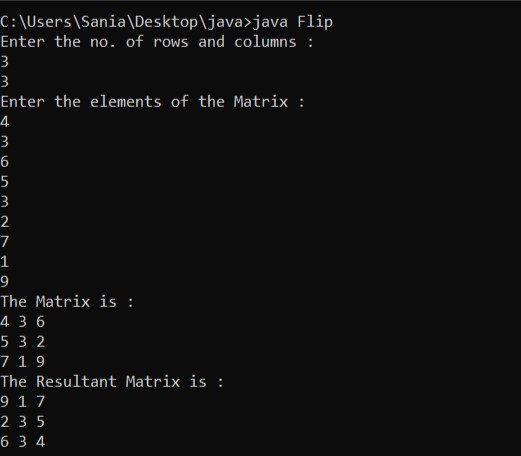 C:\Users\Sania\Desktop\java>java Flip
Enter the no. of rows and columns :
3
3
Enter the elements of the Matrix :
4
3
6
5
3
2
7
1
9
The Matrix is :
4 3 6
5 3 2
7 1 9
The Resultant Matrix is :
9 1 7
2 3 5
6 3 4